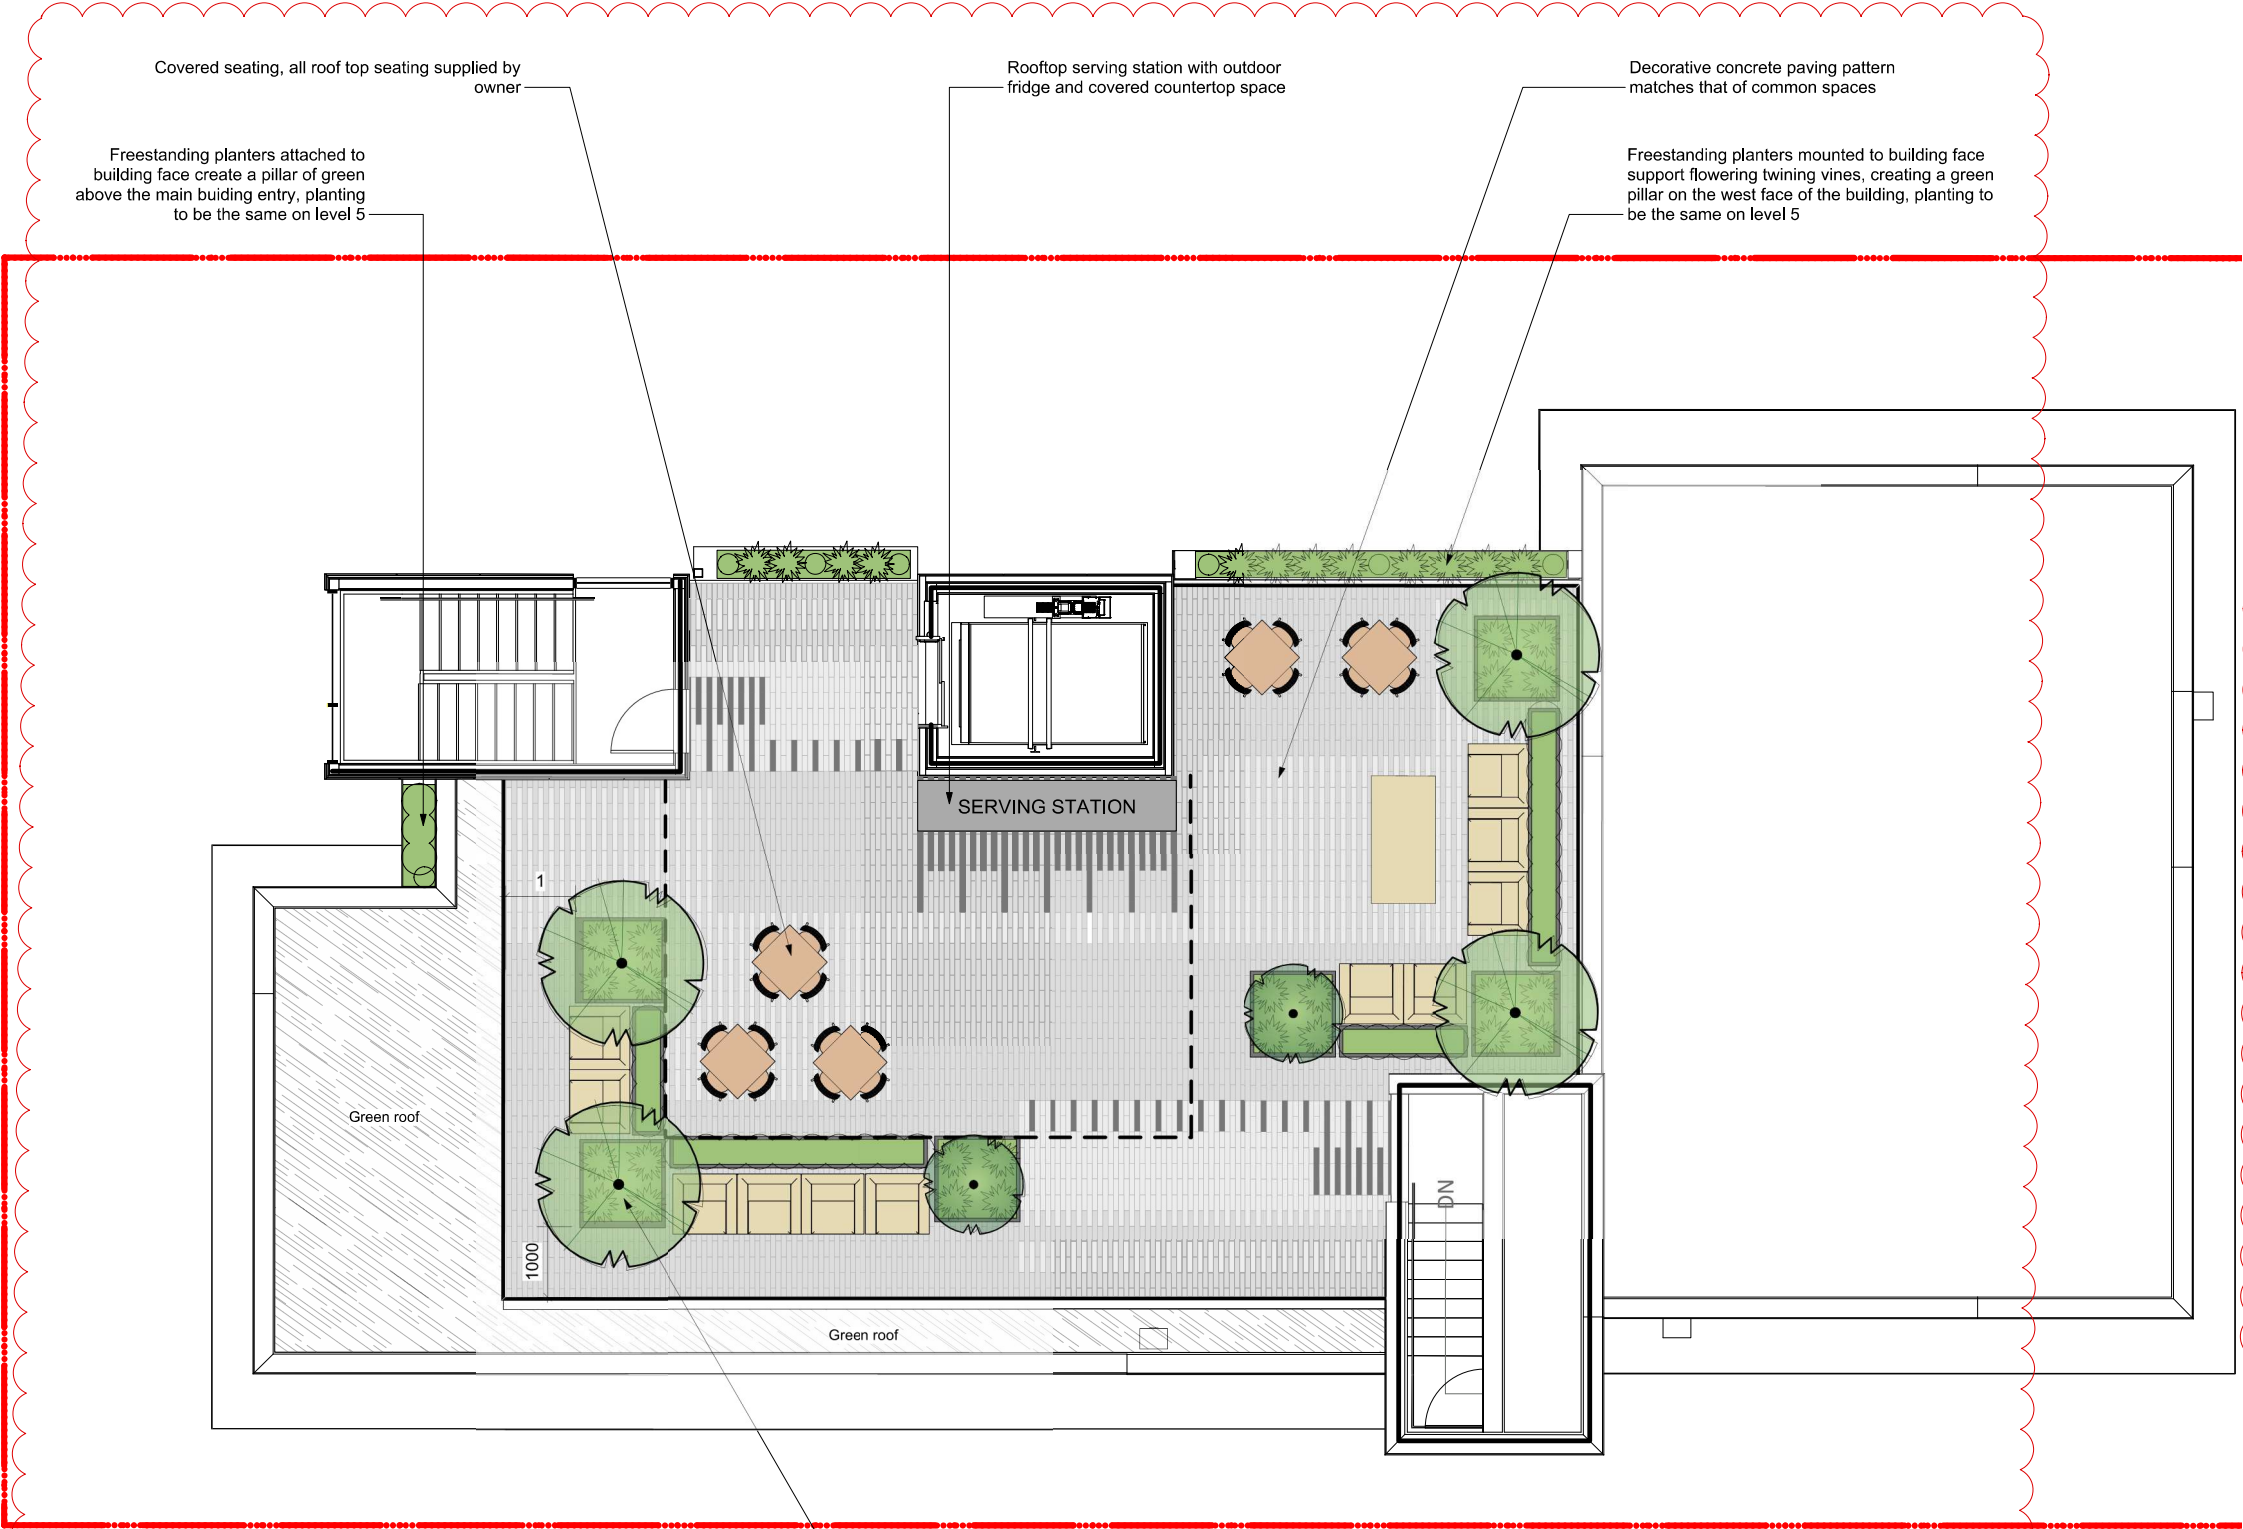 Covered seating, all roof top seating supplied by
owner
Rooftop serving station with outdoor
fridge and covered countertop space
Decorative concrete paving pattern
matches that of common spaces
Freestanding planters attached to
building face create a pillar of green
above the main buiding entry, planting
to be the same on level 5
Freestanding planters mounted to building face
support flowering twining vines, creating a green
pillar on the west face of the building, planting to
be the same on level 5
SERVING STATION
1
Green roof
DN
1000
Green roof